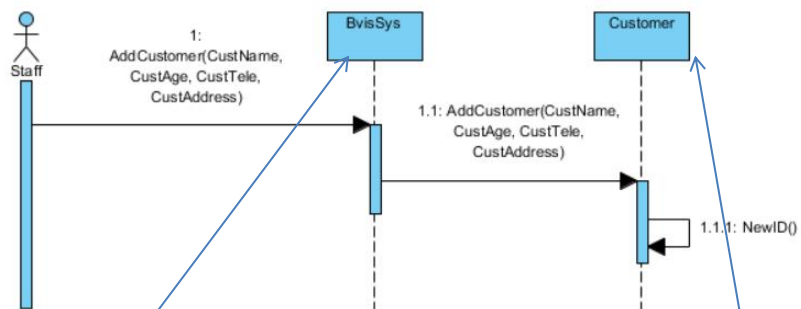 Staff
1:
AddCustomer(CustName,
CustAge, CustTele,
CustAddress)
BvisSys
1.1: AddCustomer(CustName,
CustAge, CustTele,
CustAddress)
Customer
1.1.1: NewID()